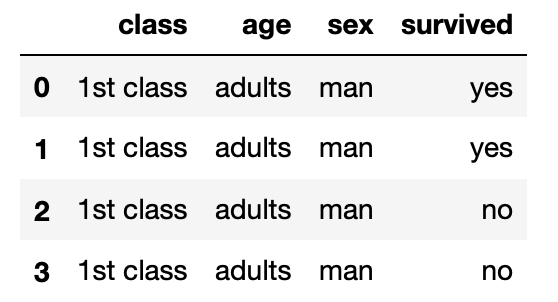 class age sex survived
0 1st class adults man yes
1 1st class adults man yes
2 1st class adults man no
3 1st class adults man no